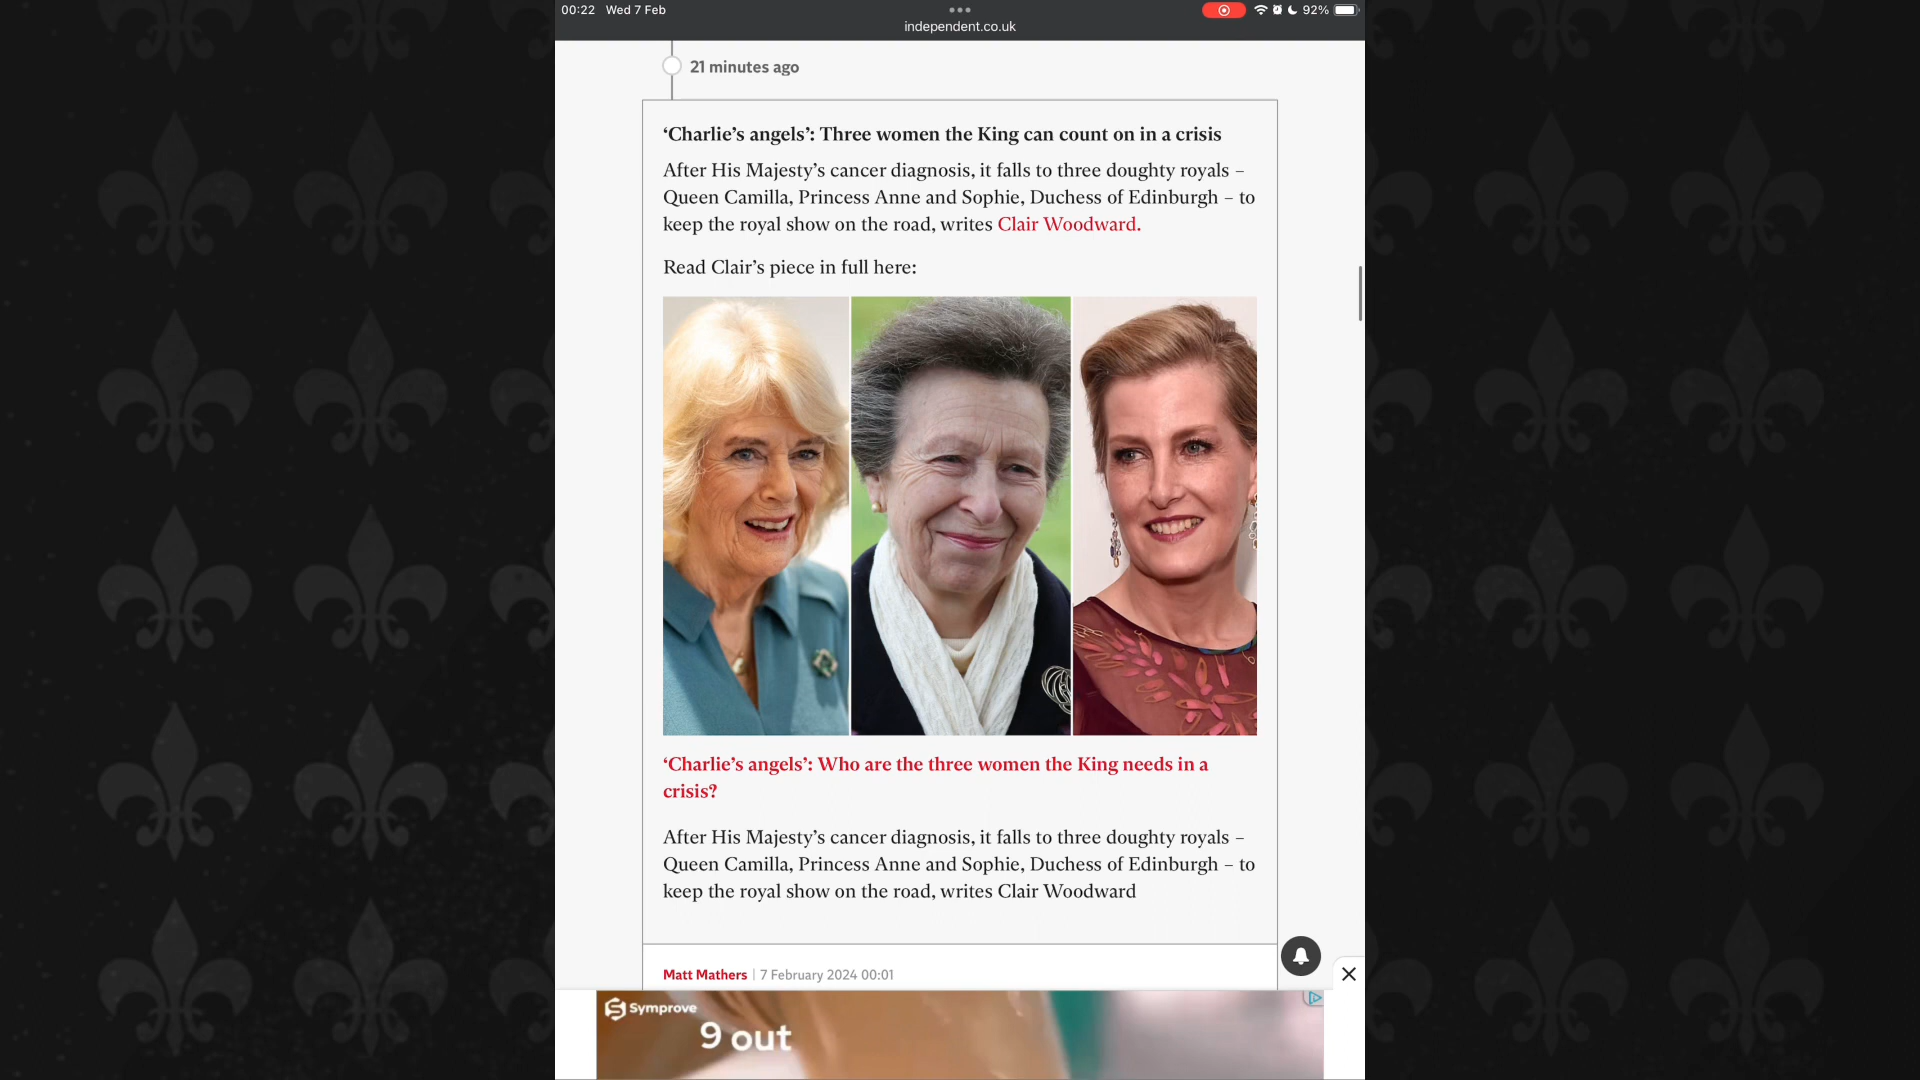 00:22 Wed 7 Feb
92%
independent.co.uk
21 minutes ago
‘Charlie’s angels’: Three women the King can count on in a crisis
After His Majesty’s cancer diagnosis, it falls to three doughty royals –
Queen Camilla, Princess Anne and Sophie, Duchess of Edinburgh – to
keep the royal show on the road, writes Clair Woodward.
Read Clair’s piece in full here:
‘Charlie’s angels’: Who are the three women the King needs in a
crisis?
After His Majesty’s cancer diagnosis, it falls to three doughty royals –
Queen Camilla, Princess Anne and Sophie, Duchess of Edinburgh – to
keep the royal show on the road, writes Clair Woodward
Matt Mathers | 7 February 2024 00:01
Symprove
9 out